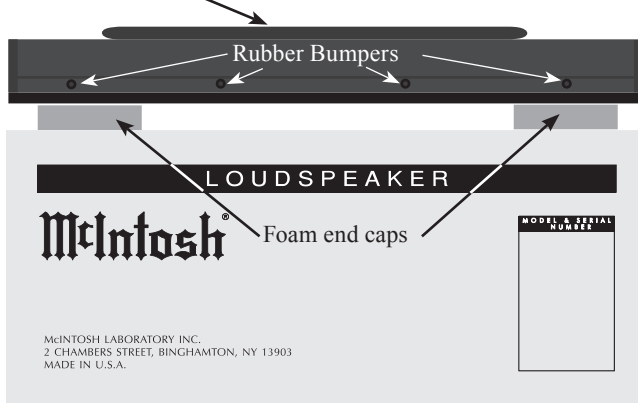 Rubber Bumpers
LOUDSPEAKER
McIntosh®
Foam end caps
MODEL & SERIAL
NUMBER
McINTOSH LABORATORY INC.
2 CHAMBERS STREET, BINGHAMTON, NY 13903
MADE IN U.S.A.